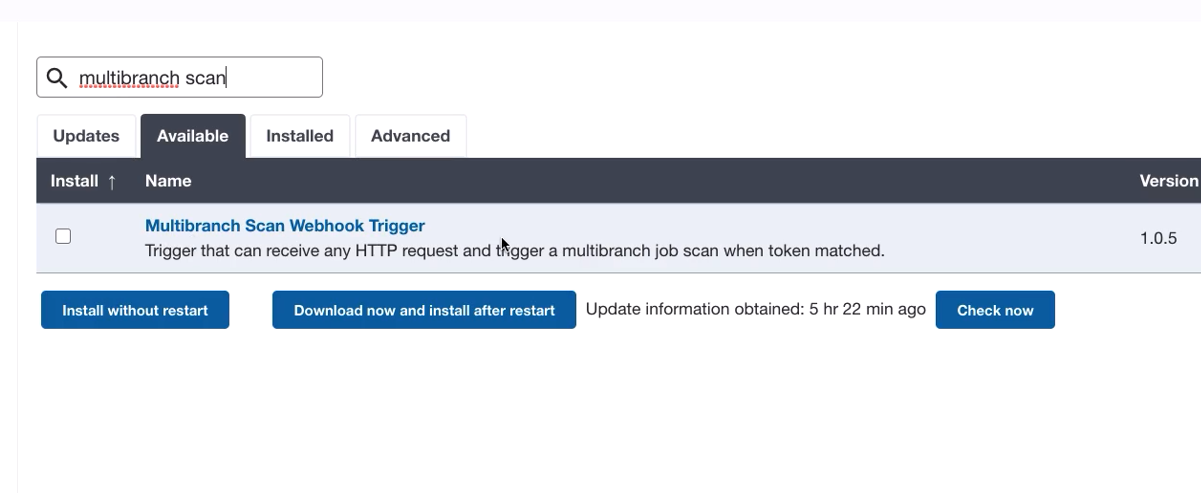 multibranch scan
Updates Available Installed Advanced
Install ↑ Name Version
Multibranch Scan Webhook Trigger
Trigger that can receive any HTTP request and trigger a multibranch job scan when token matched.
1.0.5
Install without restart Download now and install after restart Update information obtained: 5 hr 22 min ago Check now